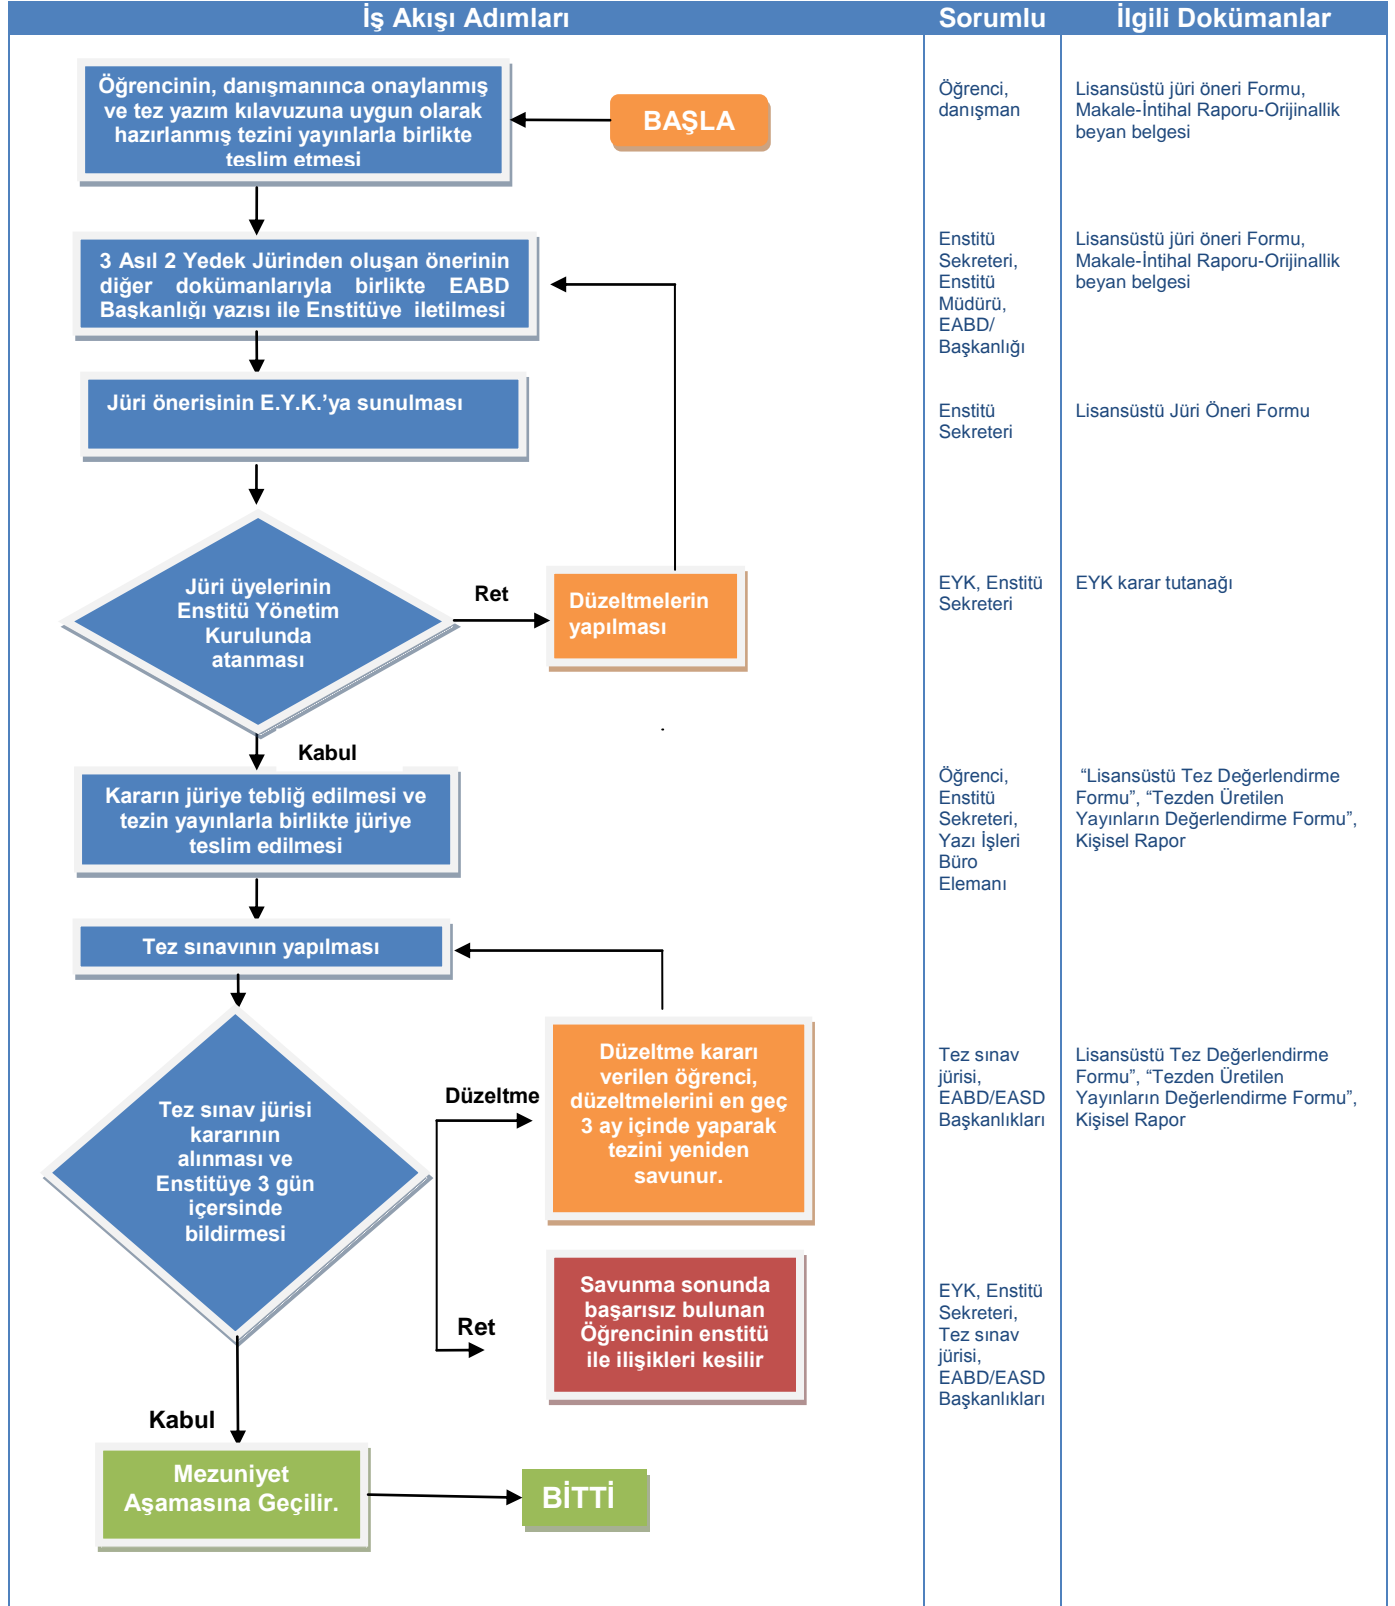 İş Akışı Adımları
Sorumlu
İlgili Dokümanlar
Öğrencinin, danışmanınca onaylanmış
ve tez yazım kılavuzuna uygun olarak
hazırlanmış tezini yayınlarla birlikte
teslim etmesi
BAŞLA
Öğrenci,
danışman
Lisansüstü jüri öneri Formu,
Makale-İntihal Raporu-Orijinallik
beyan belgesi
3 Asıl 2 Yedek Jürinden oluşan önerinin
diğer dokümanlarıyla birlikte EABD
Başkanlığı yazısı ile Enstitüye iletilmesi
Enstitü
Sekreteri,
Enstitü
Müdürü,
EABD/
Başkanlığı
Lisansüstü jüri öneri Formu,
Makale-İntihal Raporu-Orijinallik
beyan belgesi
Jüri önerisinin E.Y.K.’ya sunulması
Enstitü
Sekreteri
Lisansüstü Jüri Öneri Formu
Jüri üyelerinin
Enstitü Yönetim
Kurulunda
atanması
Ret
Düzeltmelerin
yapılması
EYK, Enstitü
Sekreteri
EYK karar tutanağı
.
Kabul
Kararın jüriye tebliğ edilmesi ve
tezin yayınlarla birlikte jüriye
teslim edilmesi
Öğrenci,
Enstitü
Sekreteri,
Yazı İşleri
Büro
Elemanı
“Lisansüstü Tez Değerlendirme
Formu”, “Tezden Üretilen
Yayınların Değerlendirme Formu”,
Kişisel Rapor
Tez sınavının yapılması
Tez sınav jürisi
kararının
alınması ve
Enstitüye 3 gün
içersinde
bildirmesi
Düzeltme
Düzeltme kararı
verilen öğrenci,
düzeltmelerini en geç
3 ay içinde yaparak
tezini yeniden
savunur.
Tez sınav
jürisi,
EABD/EASD
Başkanlıkları
Lisansüstü Tez Değerlendirme
Formu”, “Tezden Üretilen
Yayınların Değerlendirme Formu”,
Kişisel Rapor
Ret
Savunma sonunda
başarısız bulunan
Öğrencinin enstitü
ile ilişikleri kesilir
EYK, Enstitü
Sekreteri,
Tez sınav
jürisi,
EABD/EASD
Başkanlıkları
Kabul
Mezuniyet
Aşamasına Geçilir.
BİTTİ